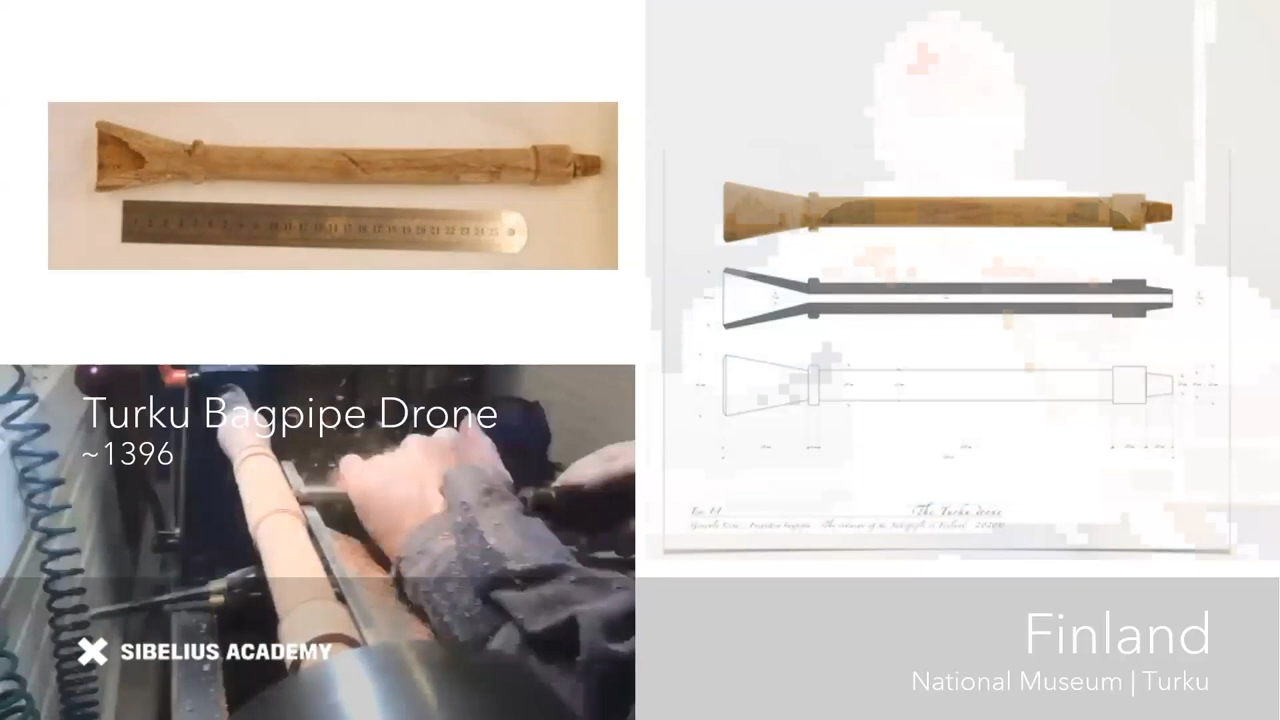 Turku Bagpipe Drone
~1396
SIBELIUS ACADEMY
The Turku drone
Finland
National Museum | Turku